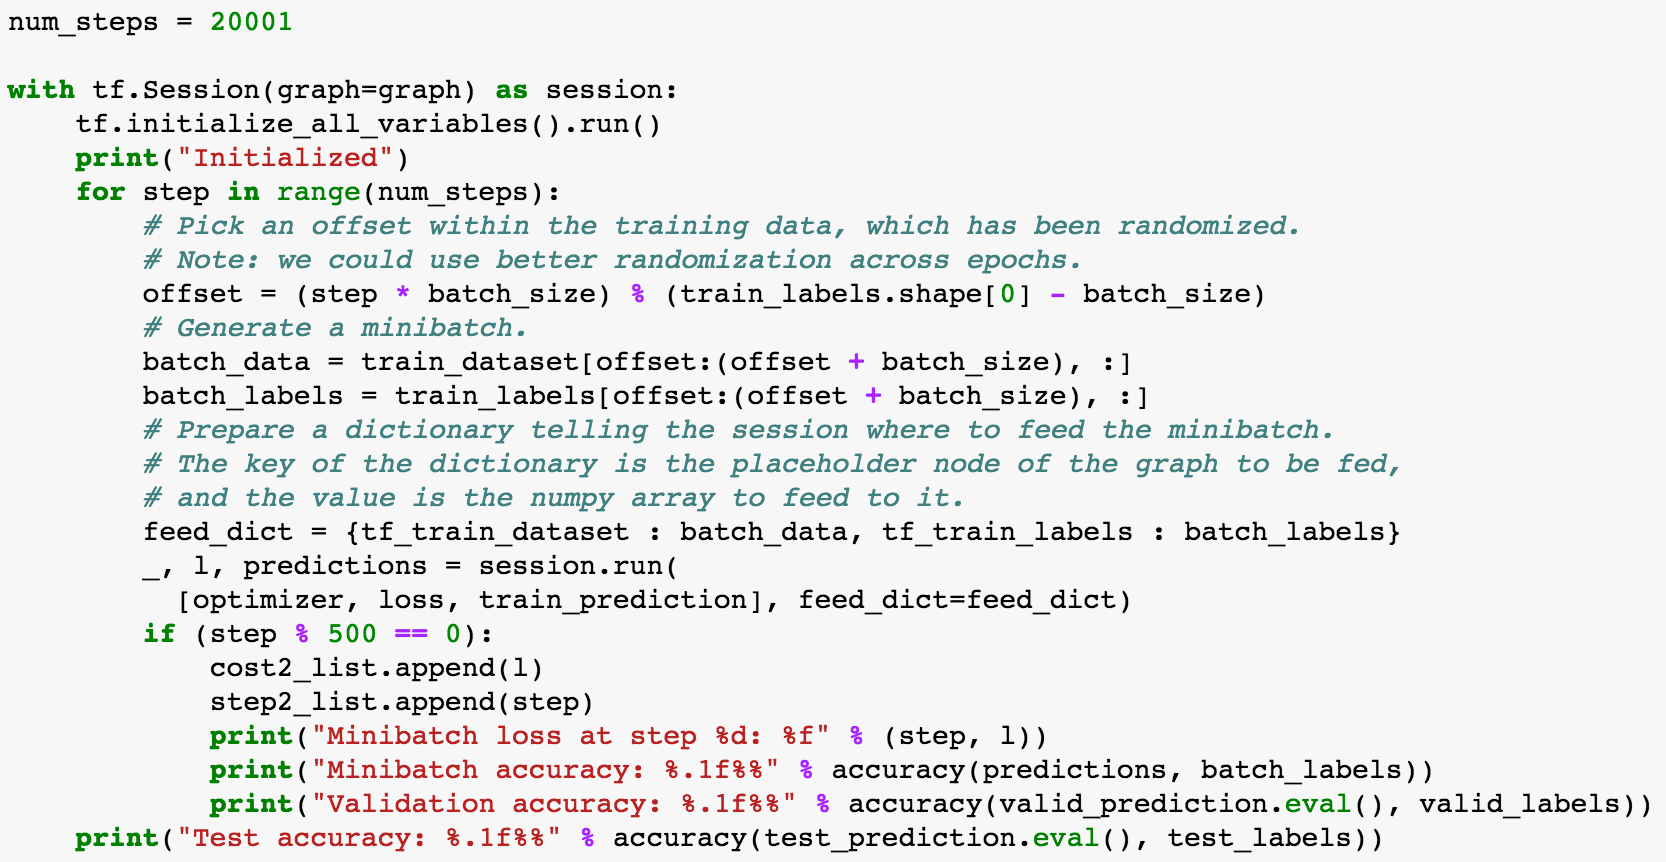 num_steps = 20001

with tf.Session(graph=graph) as session:
    tf.initialize_all_variables().run()
    print("Initialized")
    for step in range(num_steps):
        # Pick an offset within the training data, which has been randomized.
        # Note: we could use better randomization across epochs.
        offset = (step * batch_size) % (train_labels.shape[0] - batch_size)
        # Generate a minibatch.
        batch_data = train_dataset[offset:(offset + batch_size), :]
        batch_labels = train_labels[offset:(offset + batch_size), :]
        # Prepare a dictionary telling the session where to feed the minibatch.
        # The key of the dictionary is the placeholder node of the graph to be fed,
        # and the value is the numpy array to feed to it.
        feed_dict = {tf_train_dataset : batch_data, tf_train_labels : batch_labels}
        _, l, predictions = session.run(
          [optimizer, loss, train_prediction], feed_dict=feed_dict)
        if (step % 500 == 0):
            cost2_list.append(l)
            step2_list.append(step)
            print("Minibatch loss at step %d: %f" % (step, l))
            print("Minibatch accuracy: %.1f%%" % accuracy(predictions, batch_labels))
            print("Validation accuracy: %.1f%%" % accuracy(valid_prediction.eval(), valid_labels))
    print("Test accuracy: %.1f%%" % accuracy(test_prediction.eval(), test_labels))